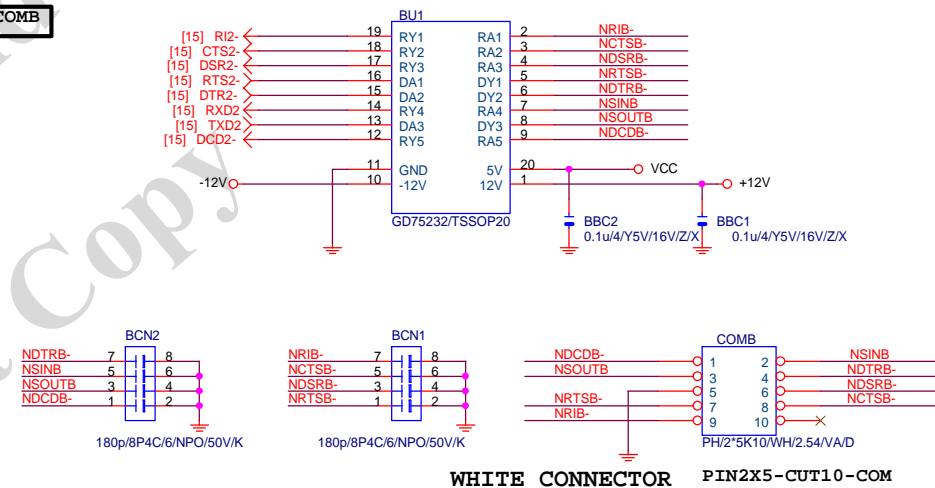 COMB
BU1
[15] RI2- 19 RY1 RA1 2 NRIB-
[15] CTS2- 18 RY2 RA2 3 NCTSB-
[15] DSR2- 17 RY3 RA3 4 NDSRB-
[15] RTS2- 16 DA1 DY1 5 NRTSB-
[15] DTR2- 15 DA2 DY2 6 NDTRB-
[15] RXD2 14 RY4 RA4 7 NSINB
[15] TXD2 13 DA3 DY3 8 NSOUTB
[15] DCD2- 12 RY5 RA5 9 NDCDB-
11 GND 5V 20 VCC
-12V 10 -12V 12V 1 +12V
GD75232/TSSOP20
BBC2 BBC1
0.1u/4/Y5V/16V/Z/X 0.1u/4/Y5V/16V/Z/X
Copy
BCN2 BCN1 COMB
NDTRB- 7 8 NRIB- 7 8 NDCDB- 1 2 NSINB
NSINB 5 6 NCTSB- 5 6 NSOUTB 3 4 NDTRB-
NSOUTB 3 4 NDSRB- 3 4 5 6 NDSRB-
NDCDB- 1 2 NRTSB- 1 2 NRTSB- 7 8 NCTSB-
NRIB- 9 10
180p/8P4C/6/NPO/50V/K 180p/8P4C/6/NPO/50V/K PH/2*5K10/WH/2.54/VA/D
WHITE CONNECTOR PIN2X5-CUT10-COM